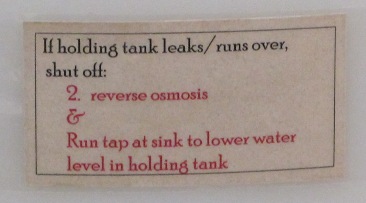 If holding tank leaks/runs over,
shut off:
2. reverse osmosis
&
Run tap at sink to lower water
level in holding tank